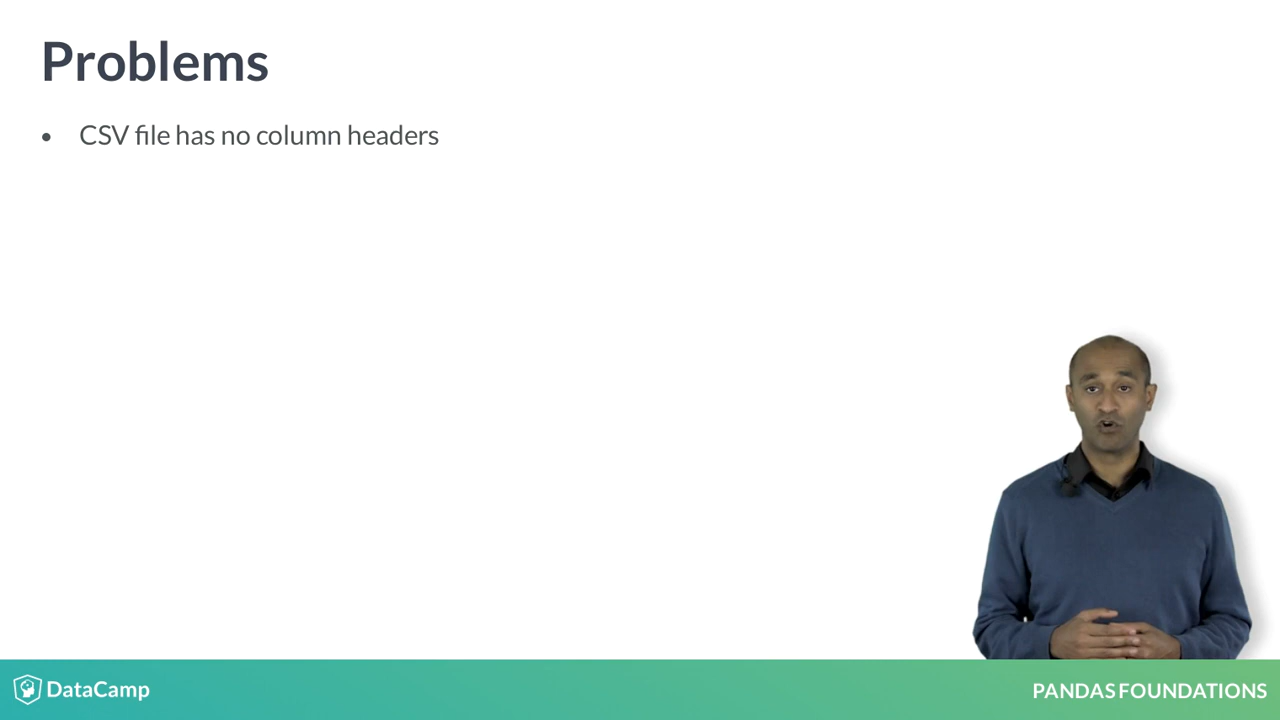 Problems
• CSV file has no column headers
DataCamp
PANDAS FOUNDATIONS